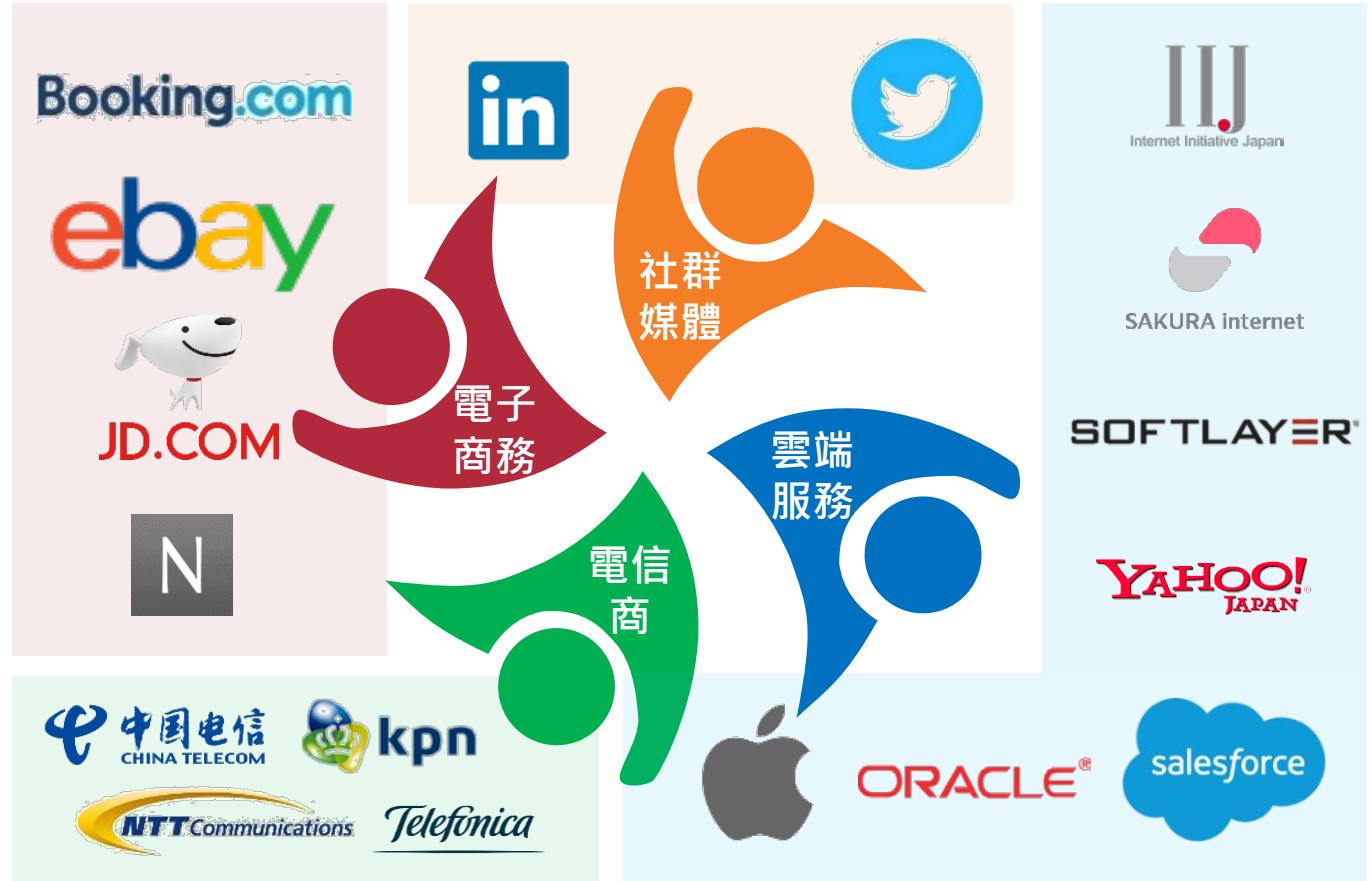 Booking.com
ebay
JD.COM
N
in
社群
媒體
電子
商務
雲端
服務
電信
商
IIJ
Internet Initiative Japan
SAKURA internet
SOFTLAYER®
YAHOO!®
JAPAN
中国电信
CHINA TELECOM
kpn
NTT Communications
Telefónica
ORACLE®
salesforce